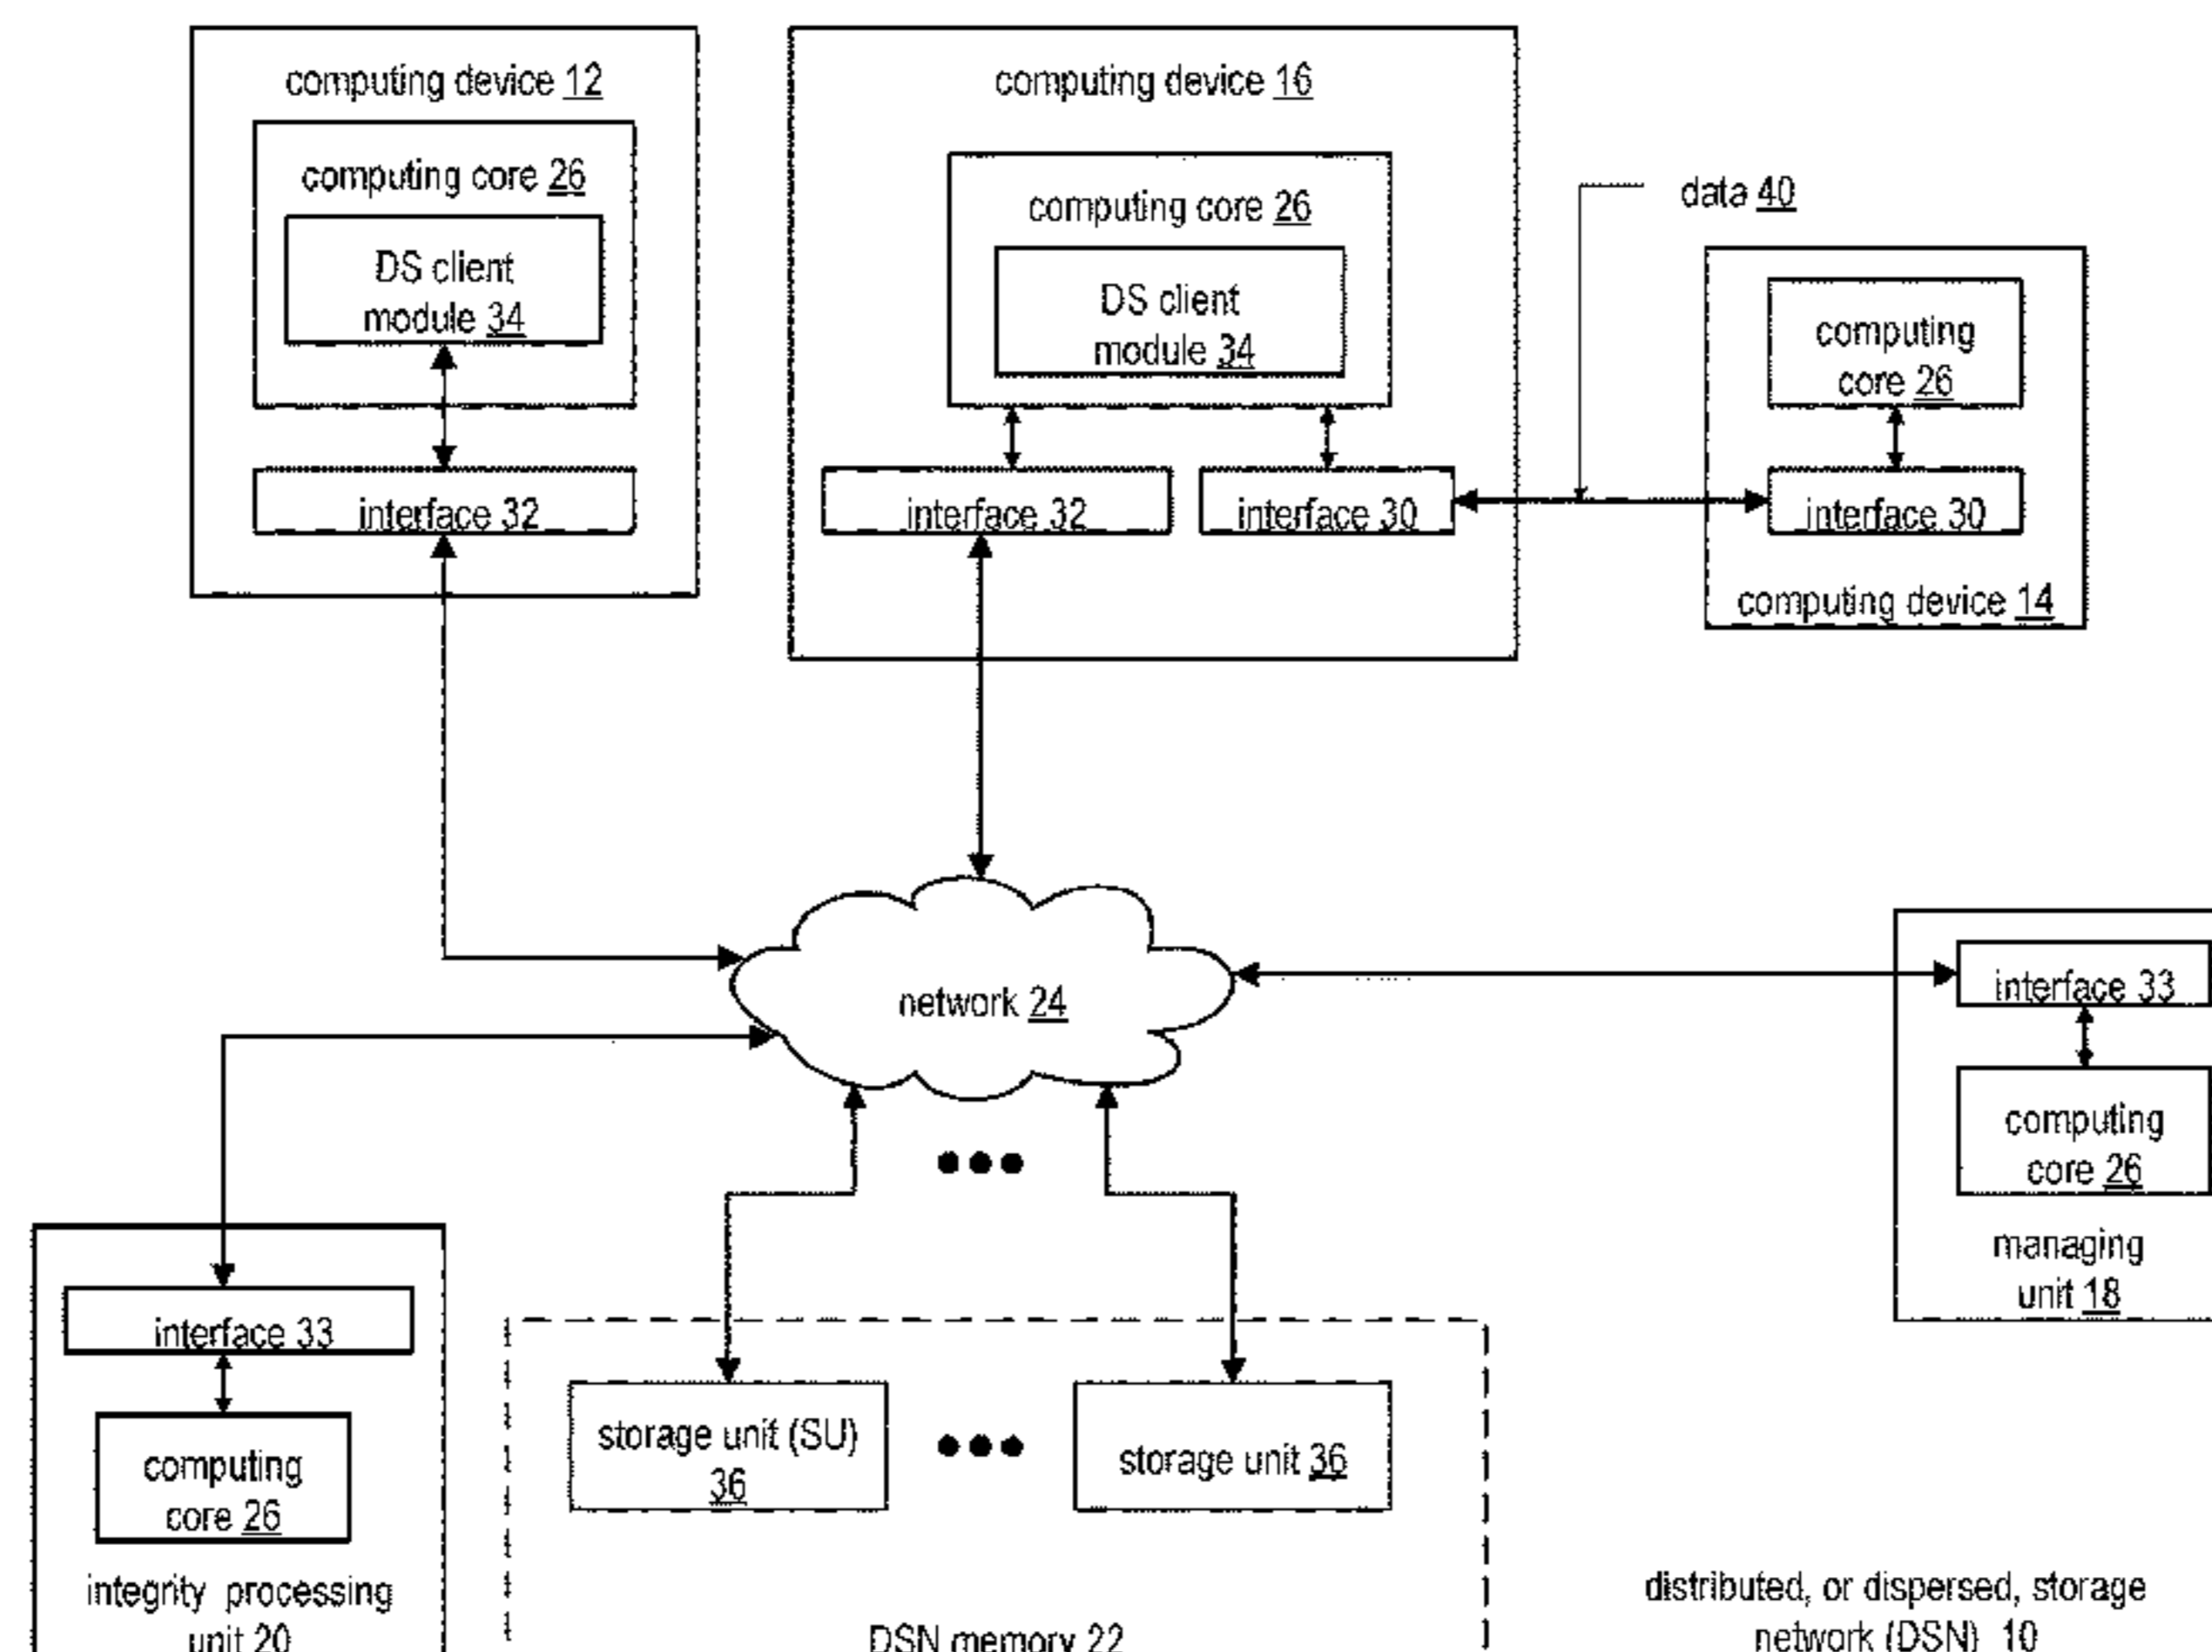 computing device 12
computing core 26
DS client
module 34
interface 32
computing device 16
computing core 26
DS client
module 34
interface 32
interface 30
data 40
computing
core 26
interface 30
computing device 14
network 24
interface 33
computing
core 26
managing
unit 18
interface 33
computing
core 26
integrity processing
unit 20
storage unit (SU)
36
storage unit 36
DSN memory 22
distributed, or dispersed, storage
network (DSN) 10